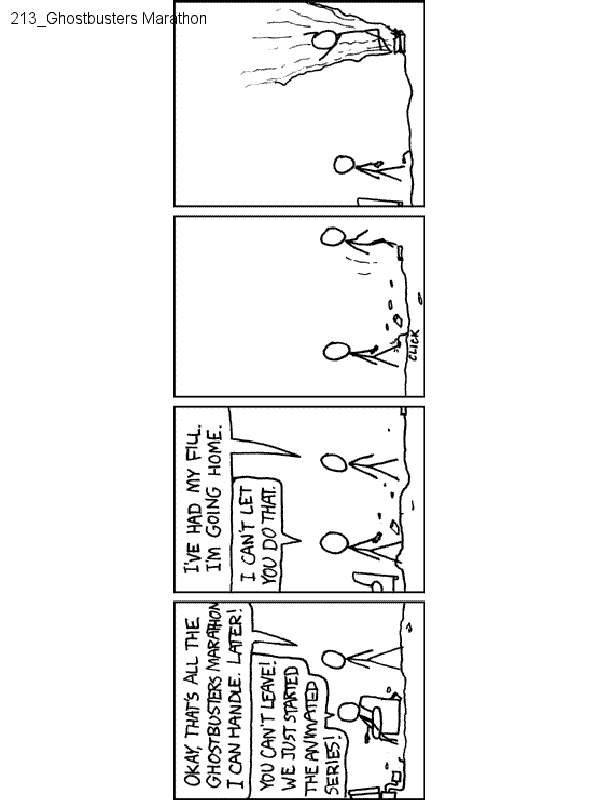 213_Ghostbusters Marathon
OKAY, THAT'S ALL THE
GHOSTBUSTERS MARATHON
I CAN HANDLE. LATER!
YOU CAN'T LEAVE!
WE JUST STARTED
THE ANIMATED
SERIES!
I'VE HAD MY FILL.
I'M GOING HOME.
I CAN'T LET
YOU DO THAT.
CLICK